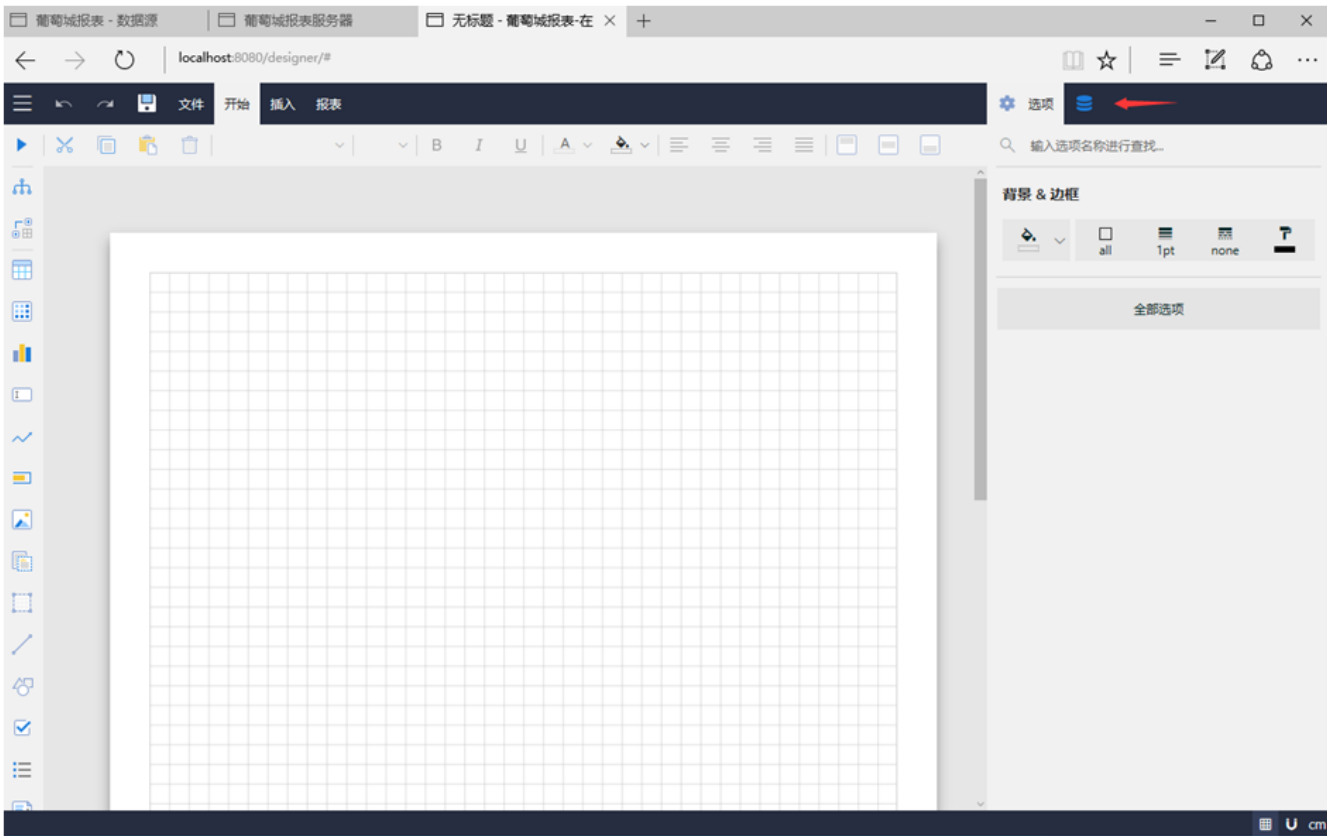 葡萄城报表 - 数据源
葡萄城报表服务器
无标题 - 葡萄城报表-在
localhost:8080/designer/#
文件 开始 插入 报表
选项
B I U A
输入选项名称进行查找...
背景 & 边框
all 1pt none
全部选项
cm